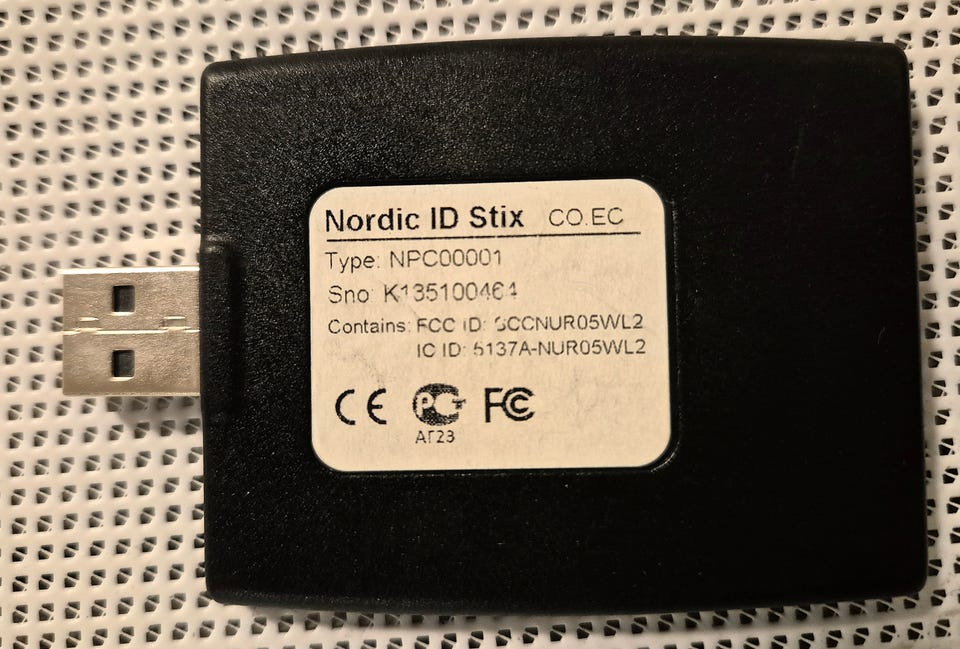 Nordic ID Stix CO.EC
Type: NPC00001
Sno: K135100464
Contains: FCC ID: SCCNUR05WL2
IC ID: 5137A-NUR05WL2
CE PCT FC
АГ23